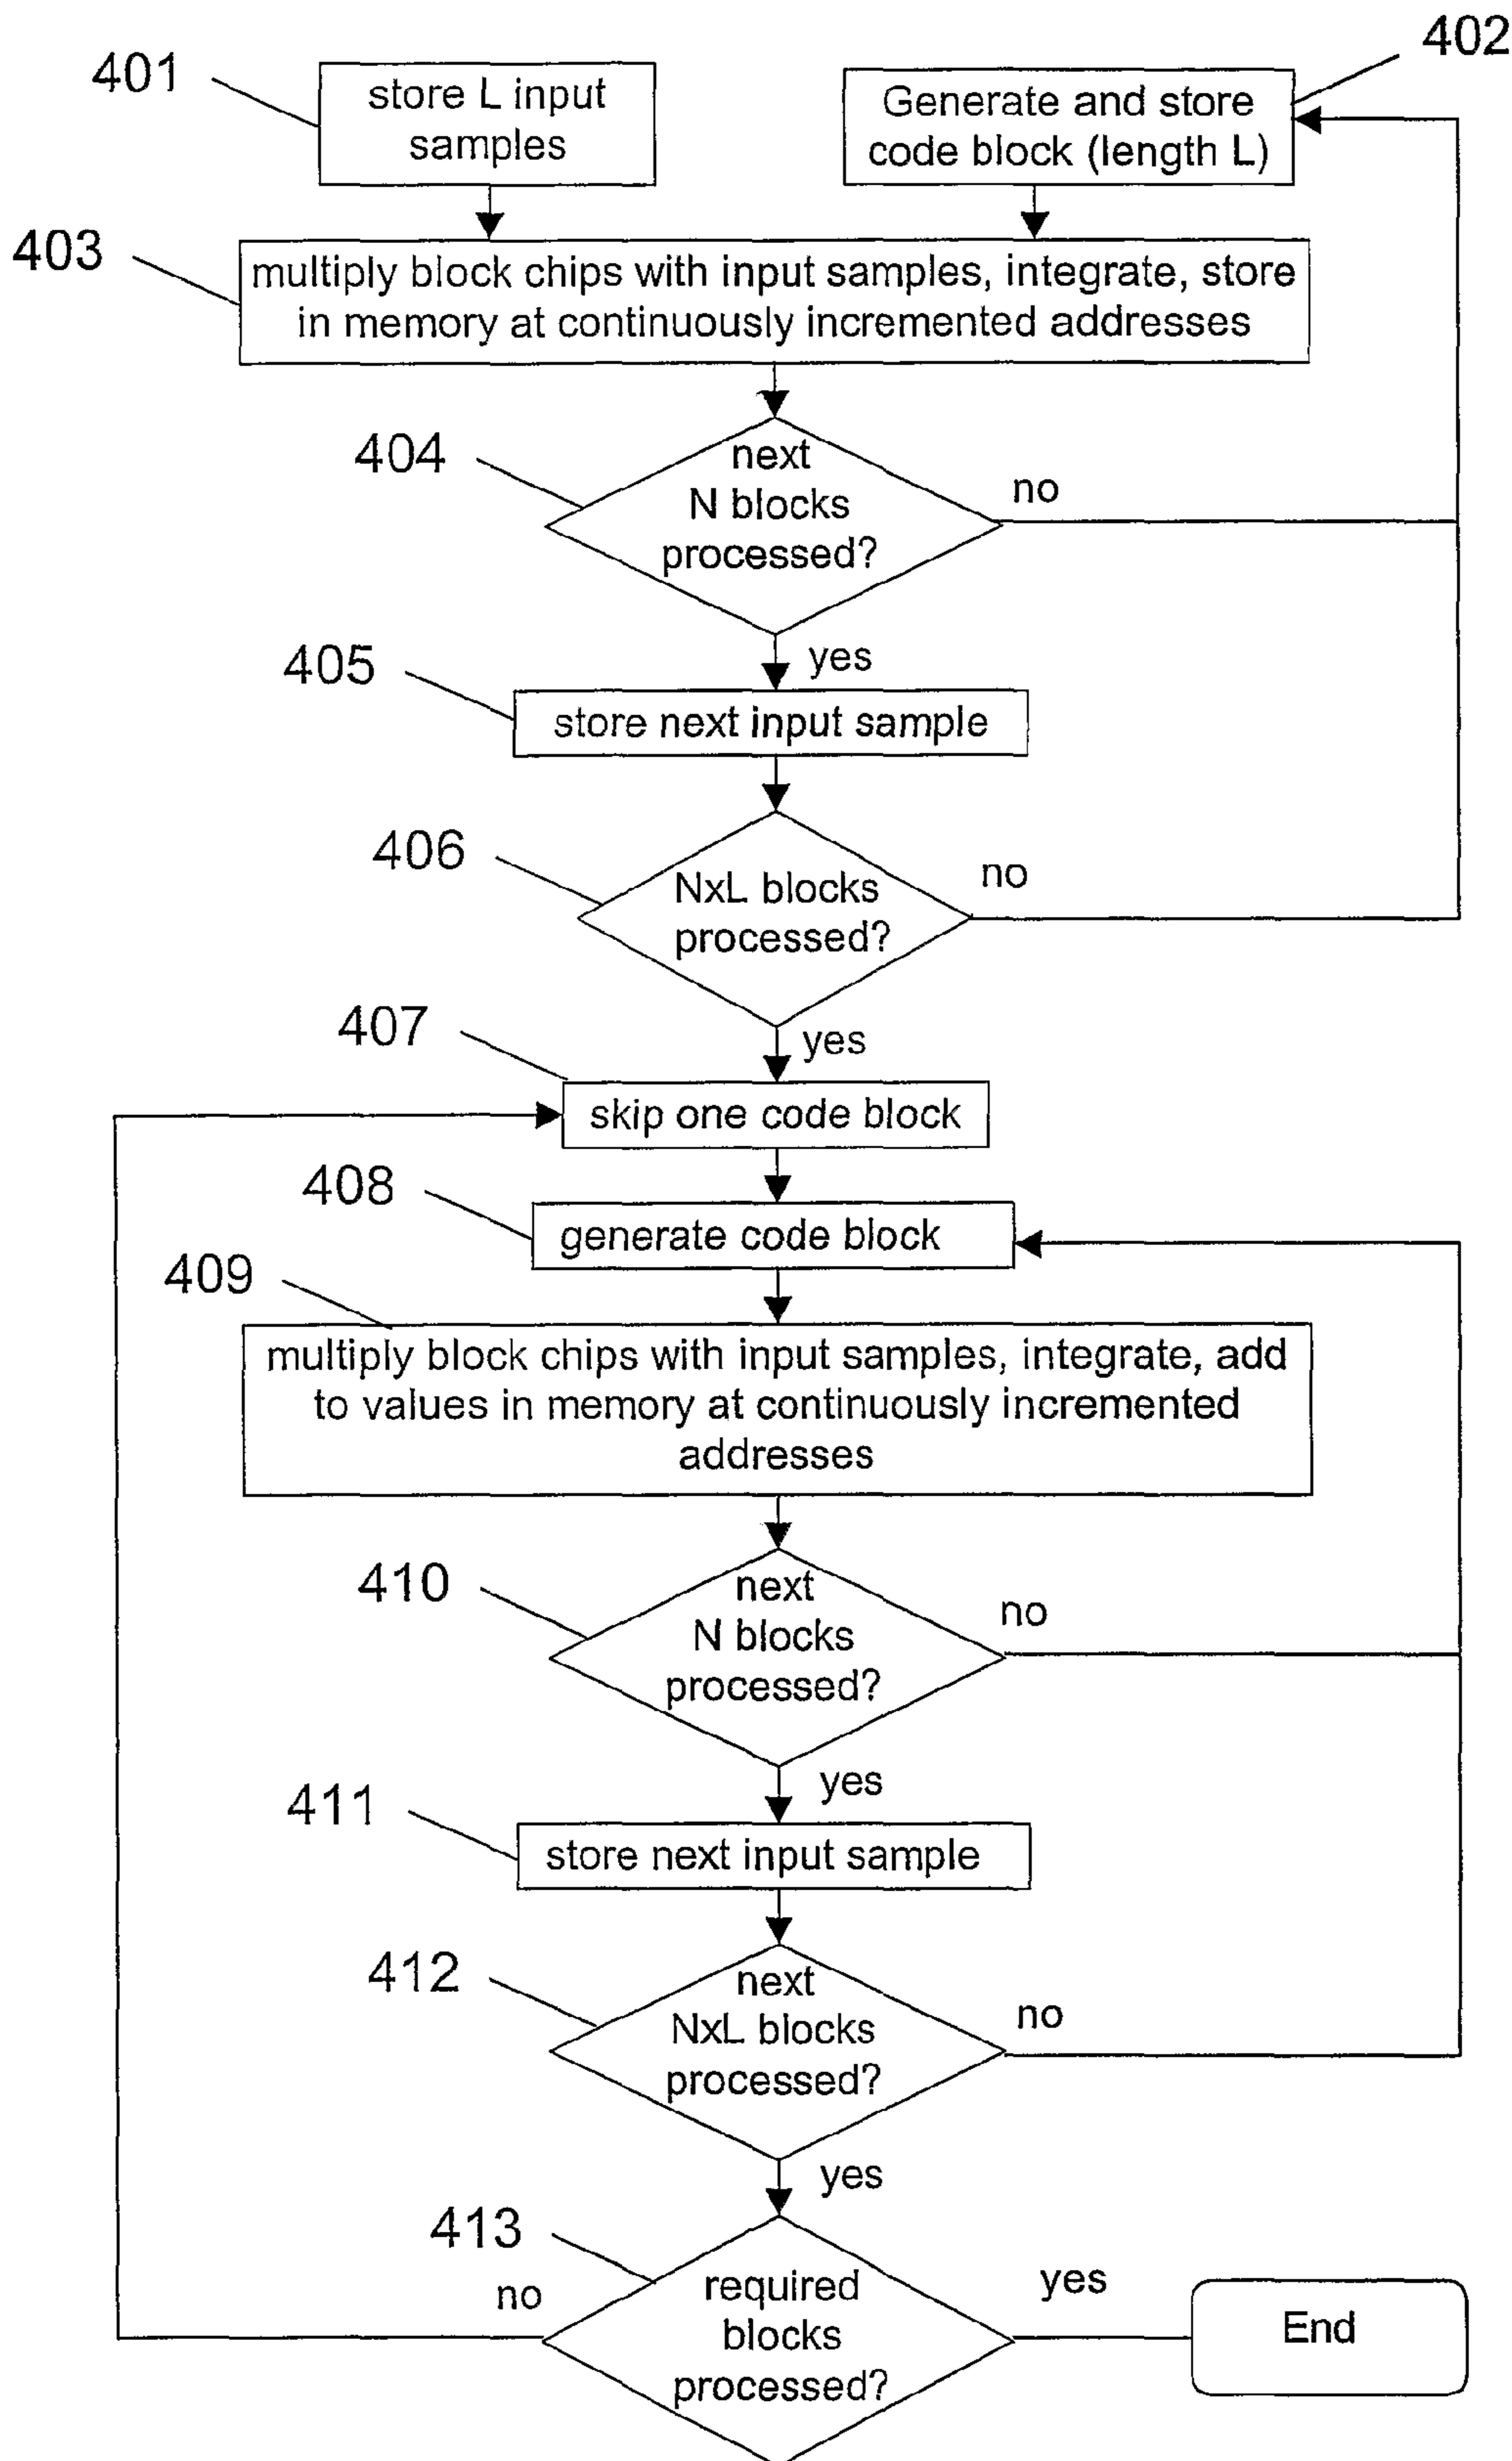 401
store L input
samples
402
Generate and store
code block (length L)
403
multiply block chips with input samples, integrate, store
in memory at continuously incremented addresses
404
next
N blocks
processed?
no
yes
405
store next input sample
406
NxL blocks
processed?
no
yes
407
skip one code block
408
generate code block
409
multiply block chips with input samples, integrate, add
to values in memory at continuously incremented
addresses
410
next
N blocks
processed?
no
yes
411
store next input sample
412
next
NxL blocks
processed?
no
yes
413
required
blocks
processed?
no
yes
End